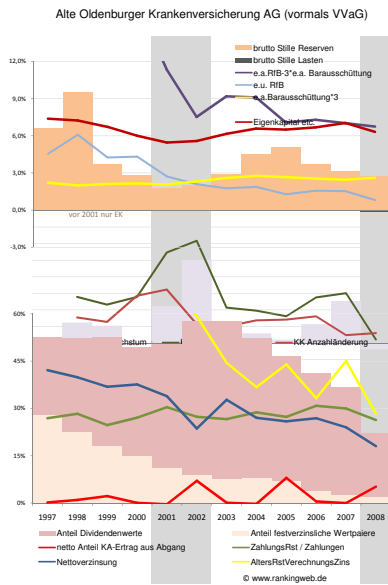 Alte Oldenburger Krankenversicherung AG (vormals VVaG)
12,0%
9,0%
6,0%
3,0%
0,0%
-3,0%
brutto Stille Reserven
brutto Stille Lasten
e.a.RfB-3*e.a. Barausschüttung
e.u. RfB
e.a.Barausschüttung*3
Eigenkapital etc.
vor 2001 nur EK
KK Anzahländerung
60%
45%
30%
15%
0%
1997 1998 1999 2000 2001 2002 2003 2004 2005 2006 2007 2008
Anteil Dividendenwerte
Anteil festverzinsliche Wertpaiere
netto Anteil KA-Ertrag aus Abgang
ZahlungsRst / Zahlungen
Nettoverzinsung
AltersRstVerechnungsZins
© www.rankingweb.de